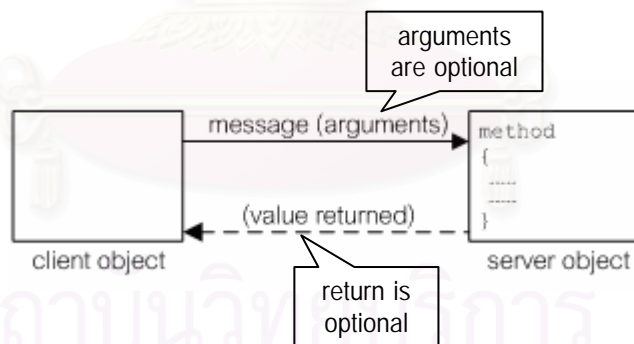 arguments
are optional
message (arguments)
method
{
.....
.....
}
(value returned)
client object
server object
return is
optional